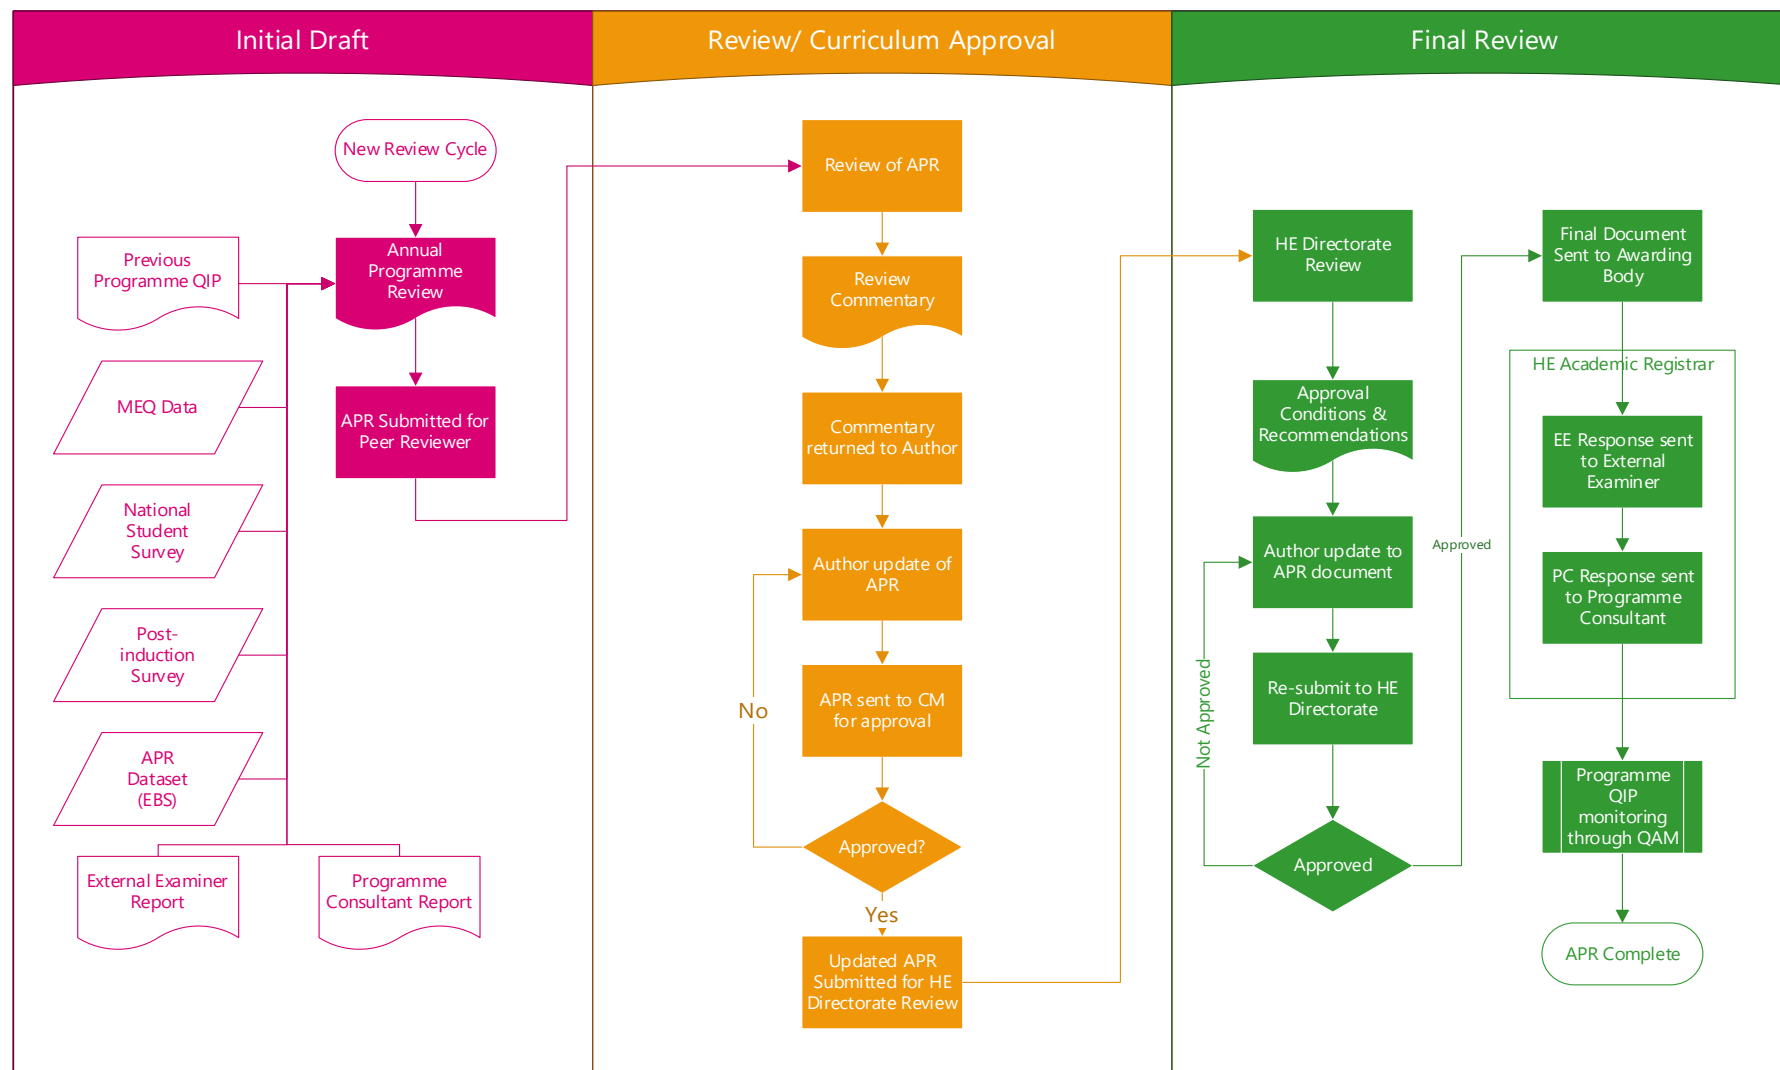 Initial Draft
Review/ Curriculum Approval
Final Review
New Review Cycle
Previous
Programme QIP
Annual
Programme
Review
MEQ Data
APR Submitted for
Peer Reviewer
National
Student
Survey
Post-
induction
Survey
APR
Dataset
(EBS)
External Examiner
Report
Programme
Consultant Report
Review of APR
Review
Commentary
Commentary
returned to Author
Author update of
APR
APR sent to CM
for approval
No
Approved?
Yes
Updated APR
Submitted for HE
Directorate Review
HE Directorate
Review
Approval
Conditions &
Recommendations
Author update to
APR document
Re-submit to HE
Directorate
Not Approved
Approved
Approved
Final Document
Sent to Awarding
Body
HE Academic Registrar
EE Response sent
to External
Examiner
PC Response sent
to Programme
Consultant
Programme
QIP
monitoring
through QAM
APR Complete